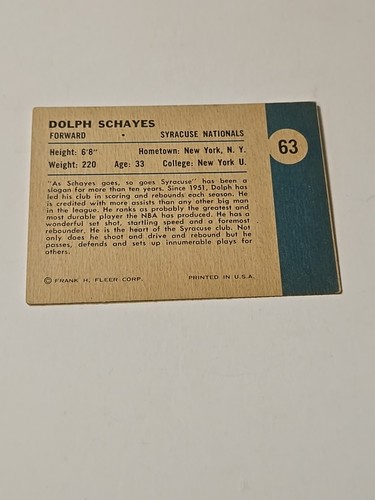 DOLPH SCHAYES
FORWARD • SYRACUSE NATIONALS
63
Height: 6'8" Hometown: New York, N. Y.
Weight: 220 Age: 33 College: New York U.
"As Schayes goes, so goes Syracuse" has been a
slogan for more than ten years. Since 1951, Dolph has
led his club in scoring and rebounds each season. He
is credited with more assists than any other big man
in the league. He ranks as probably the greatest and
most durable player the NBA has produced. He has a
wonderful set shot, startling speed and a foremost
rebounder. He is the heart of the Syracuse club. Not
only does he shoot and drive and rebound but he
passes, defends and sets up innumerable plays for
others.
© FRANK H. FLEER CORP. PRINTED IN U.S.A.